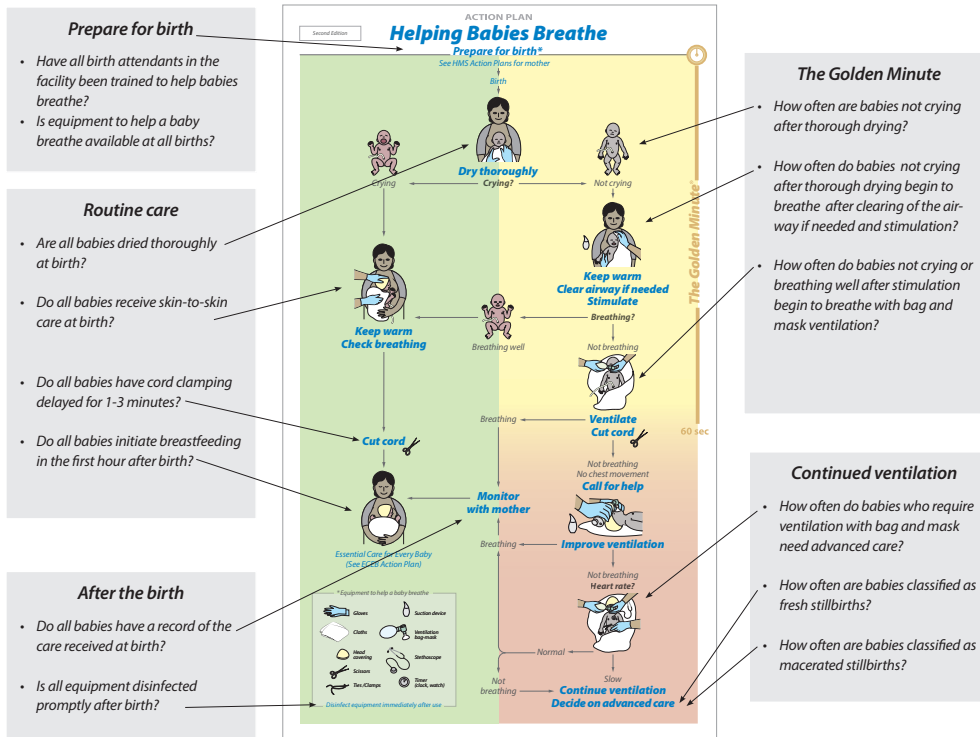 Prepare for birth
• Have all birth attendants in the
facility been trained to help babies
breathe?
• Is equipment to help a baby
breathe available at all births?
Routine care
• Are all babies dried thoroughly
at birth?
• Do all babies receive skin-to-skin
care at birth?
• Do all babies have cord clamping
delayed for 1-3 minutes?
• Do all babies initiate breastfeeding
in the first hour after birth?
After the birth
• Do all babies have a record of the
care received at birth?
• Is all equipment disinfected
promptly after birth?
ACTION PLAN
Second Edition
Helping Babies Breathe
Prepare for birth*
See HMS Action Plans for mother
Birth
Dry thoroughly
Crying
Crying?
Not crying
Keep warm
Clear airway if needed
Stimulate
Breathing?
Keep warm
Check breathing
Breathing well
Not breathing
Breathing
Ventilate
Cut cord
Cut cord
Not breathing
No chest movement
Call for help
Monitor
with mother
Breathing
Improve ventilation
Essential Care for Every Baby
(See ECEB Action Plan)
Not breathing
Heart rate?
* Equipment to help a baby breathe
Gloves
Suction device
Cloths
Ventilation
bag-mask
Head
covering
Stethoscope
Scissors
Ties/Clamps
Timer
(clock, watch)
Disinfect equipment immediately after use
Normal
Slow
Not
breathing
Continue ventilation
Decide on advanced care
The Golden Minute®
60 sec
The Golden Minute
• How often are babies not crying
after thorough drying?
• How often do babies not crying
after thorough drying begin to
breathe after clearing of the air-
way if needed and stimulation?
• How often do babies not crying or
breathing well after stimulation
begin to breathe with bag and
mask ventilation?
Continued ventilation
• How often do babies who require
ventilation with bag and mask
need advanced care?
• How often are babies classified as
fresh stillbirths?
• How often are babies classified as
macerated stillbirths?